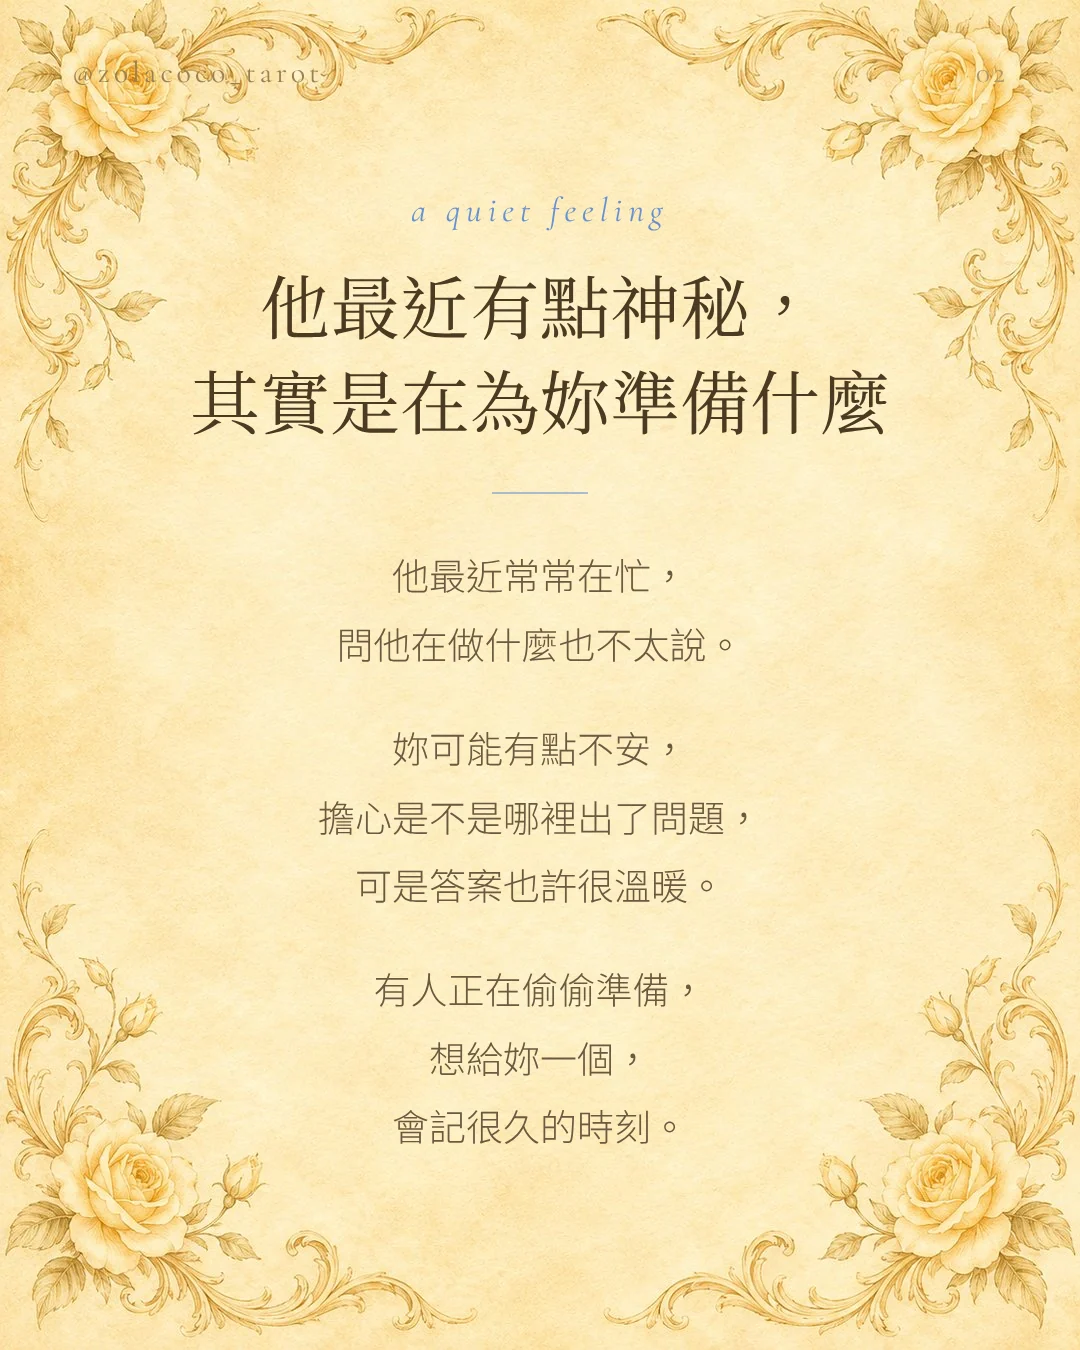 @zolacoco_tarot
02
a quiet feeling
他最近有點神秘，
其實是在為妳準備什麼
他最近常常在忙，
問他在做什麼也不太說。
妳可能有點不安，
擔心是不是哪裡出了問題，
可是答案也許很溫暖。
有人正在偷偷準備，
想給妳一個，
會記很久的時刻。